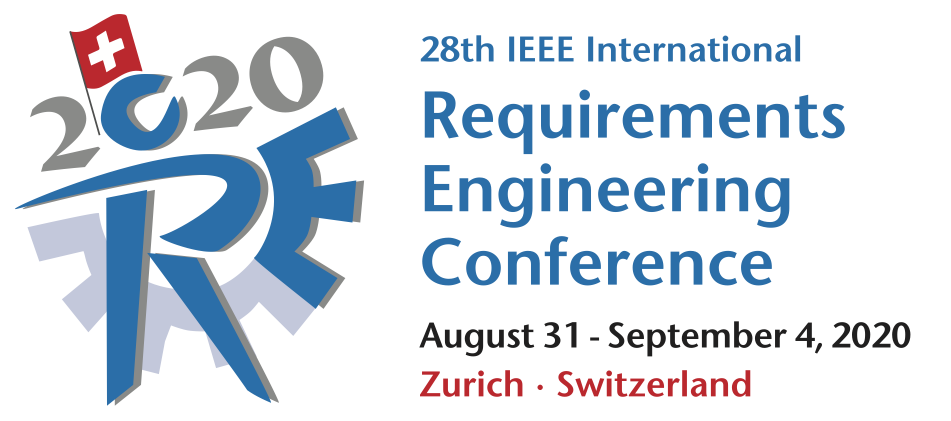 2020
RE
28th IEEE International
Requirements
Engineering
Conference
August 31 - September 4, 2020
Zurich · Switzerland